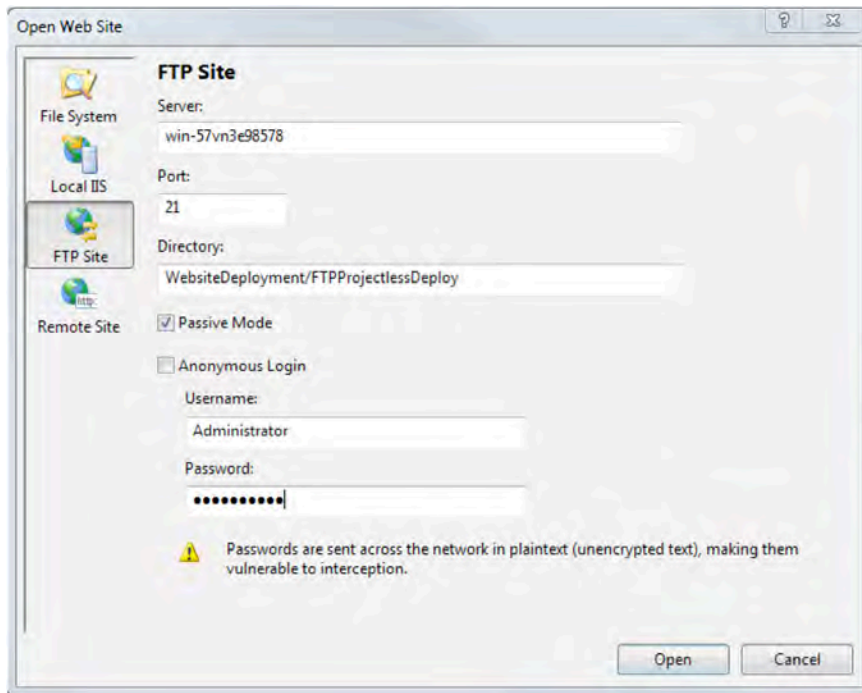 Open Web Site
File System
Local IIS
FTP Site
http:
Remote Site
FTP Site
Server:
win-57vn3e98578
Port:
21
Directory:
WebsiteDeployment/FTPProjectlessDeploy
Passive Mode
Anonymous Login
Username:
Administrator
Password:
••••••••••
Passwords are sent across the network in plaintext (unencrypted text), making them
vulnerable to interception.
Open
Cancel